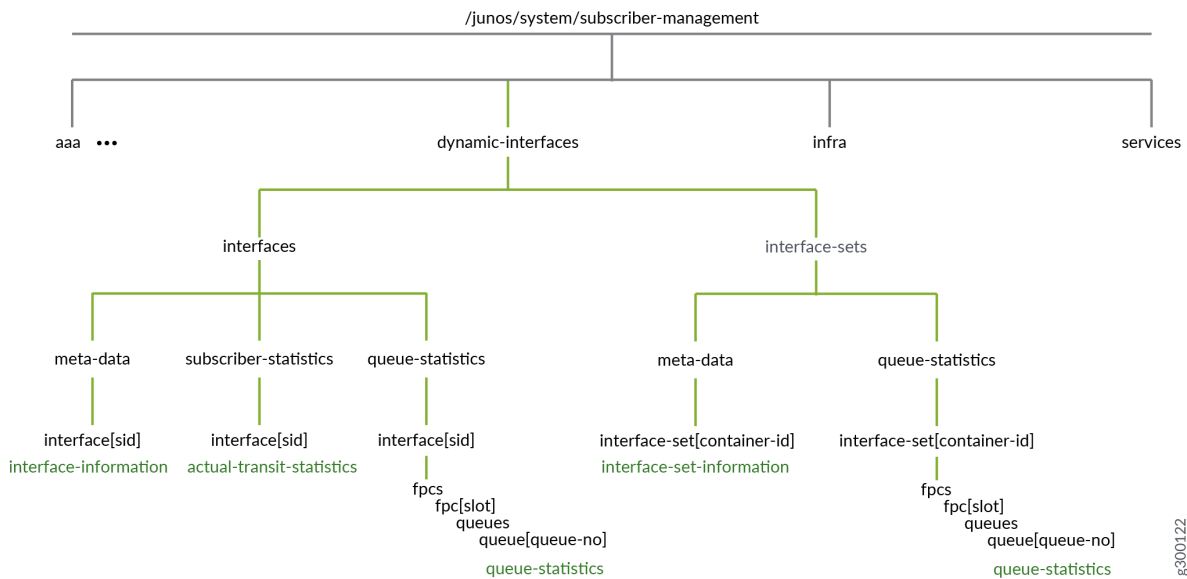 /junos/system/subscriber-management
aaa ••• dynamic-interfaces infra services
interfaces interface-sets
meta-data subscriber-statistics queue-statistics meta-data queue-statistics
interface[sid] interface[sid] interface[sid] interface-set[container-id] interface-set[container-id]
interface-information actual-transit-statistics interface-set-information
fpcs fpcs
fpc[slot] fpc[slot]
queues queues
queue[queue-no] queue[queue-no]
queue-statistics queue-statistics
g300122